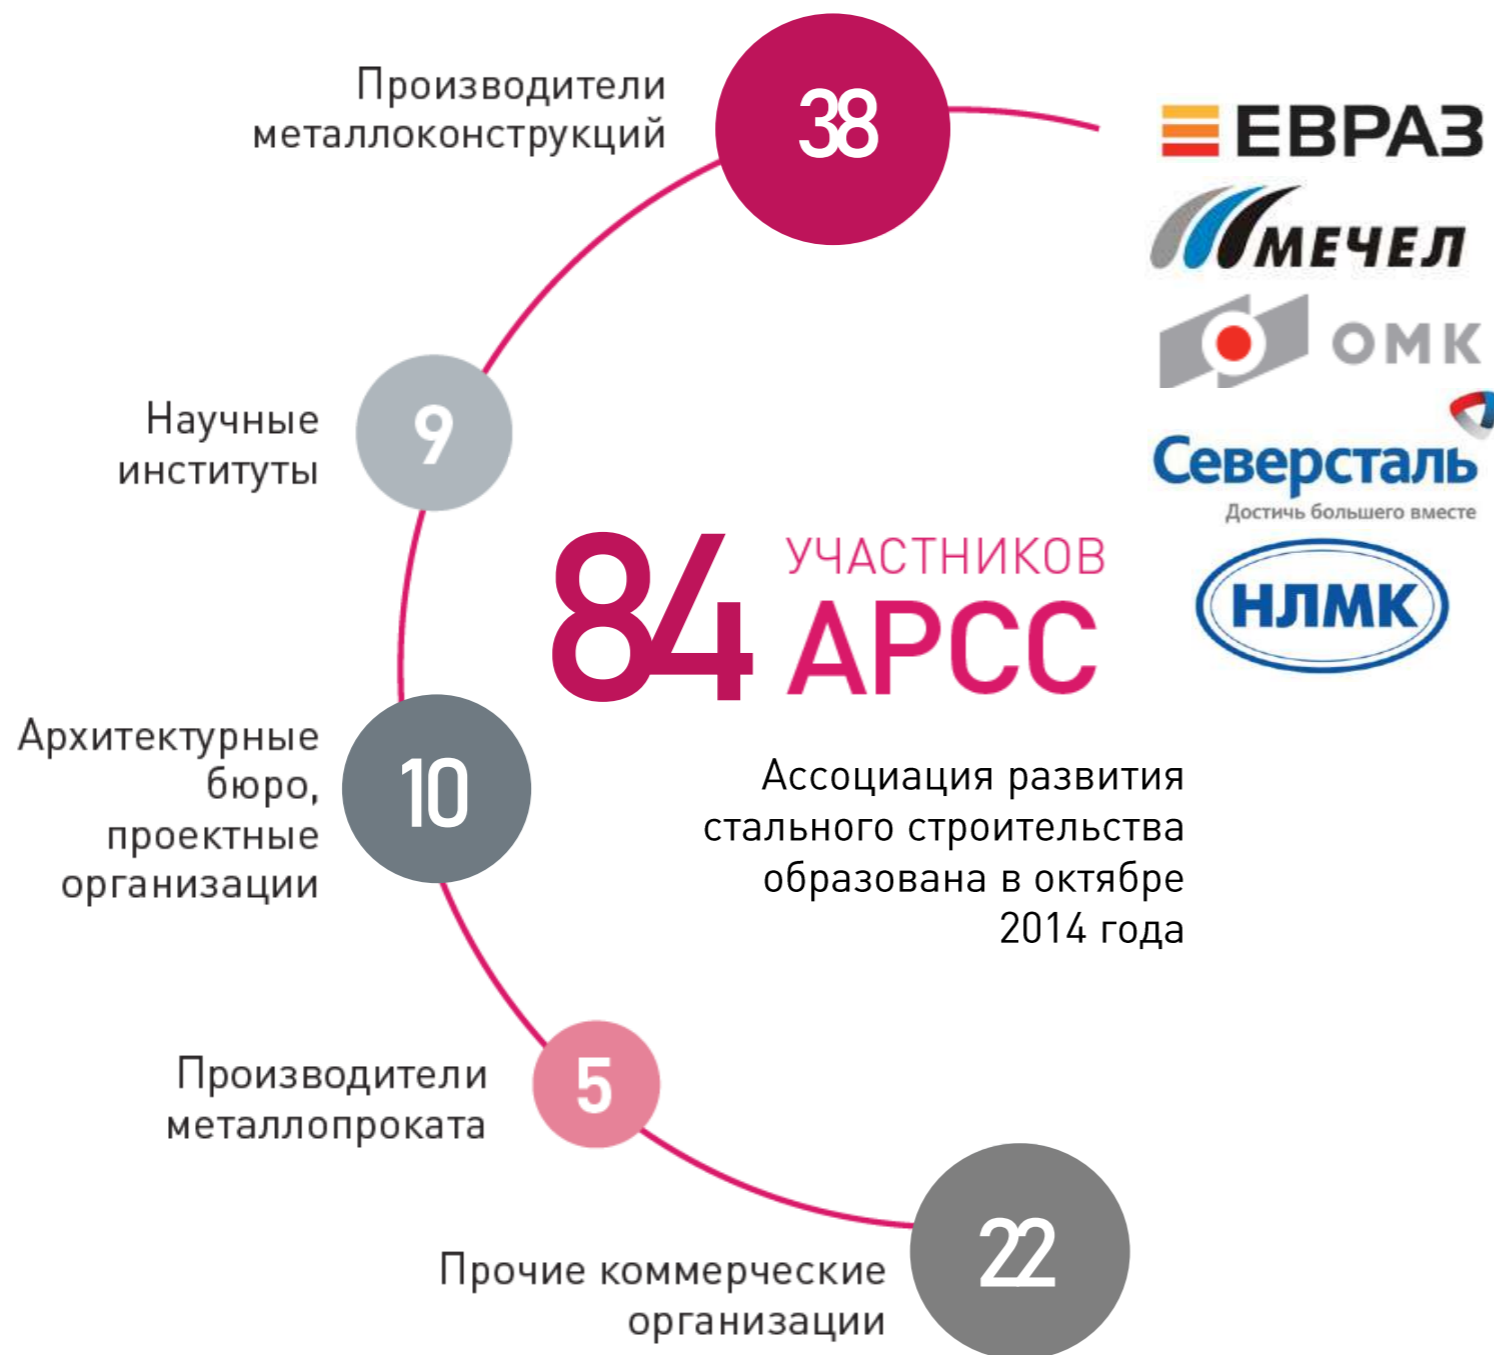 Производители
металлоконструкций
38
ЕВРАЗ
МЕЧЕЛ
ОМК
Северсталь
Достичь большего вместе
НЛМК
Научные
институты
9
84
УЧАСТНИКОВ
АРСС
Ассоциация развития
стального строительства
образована в октябре
2014 года
Архитектурные
бюро,
проектные
организации
10
Производители
металлопроката
5
Прочие коммерческие
организации
22